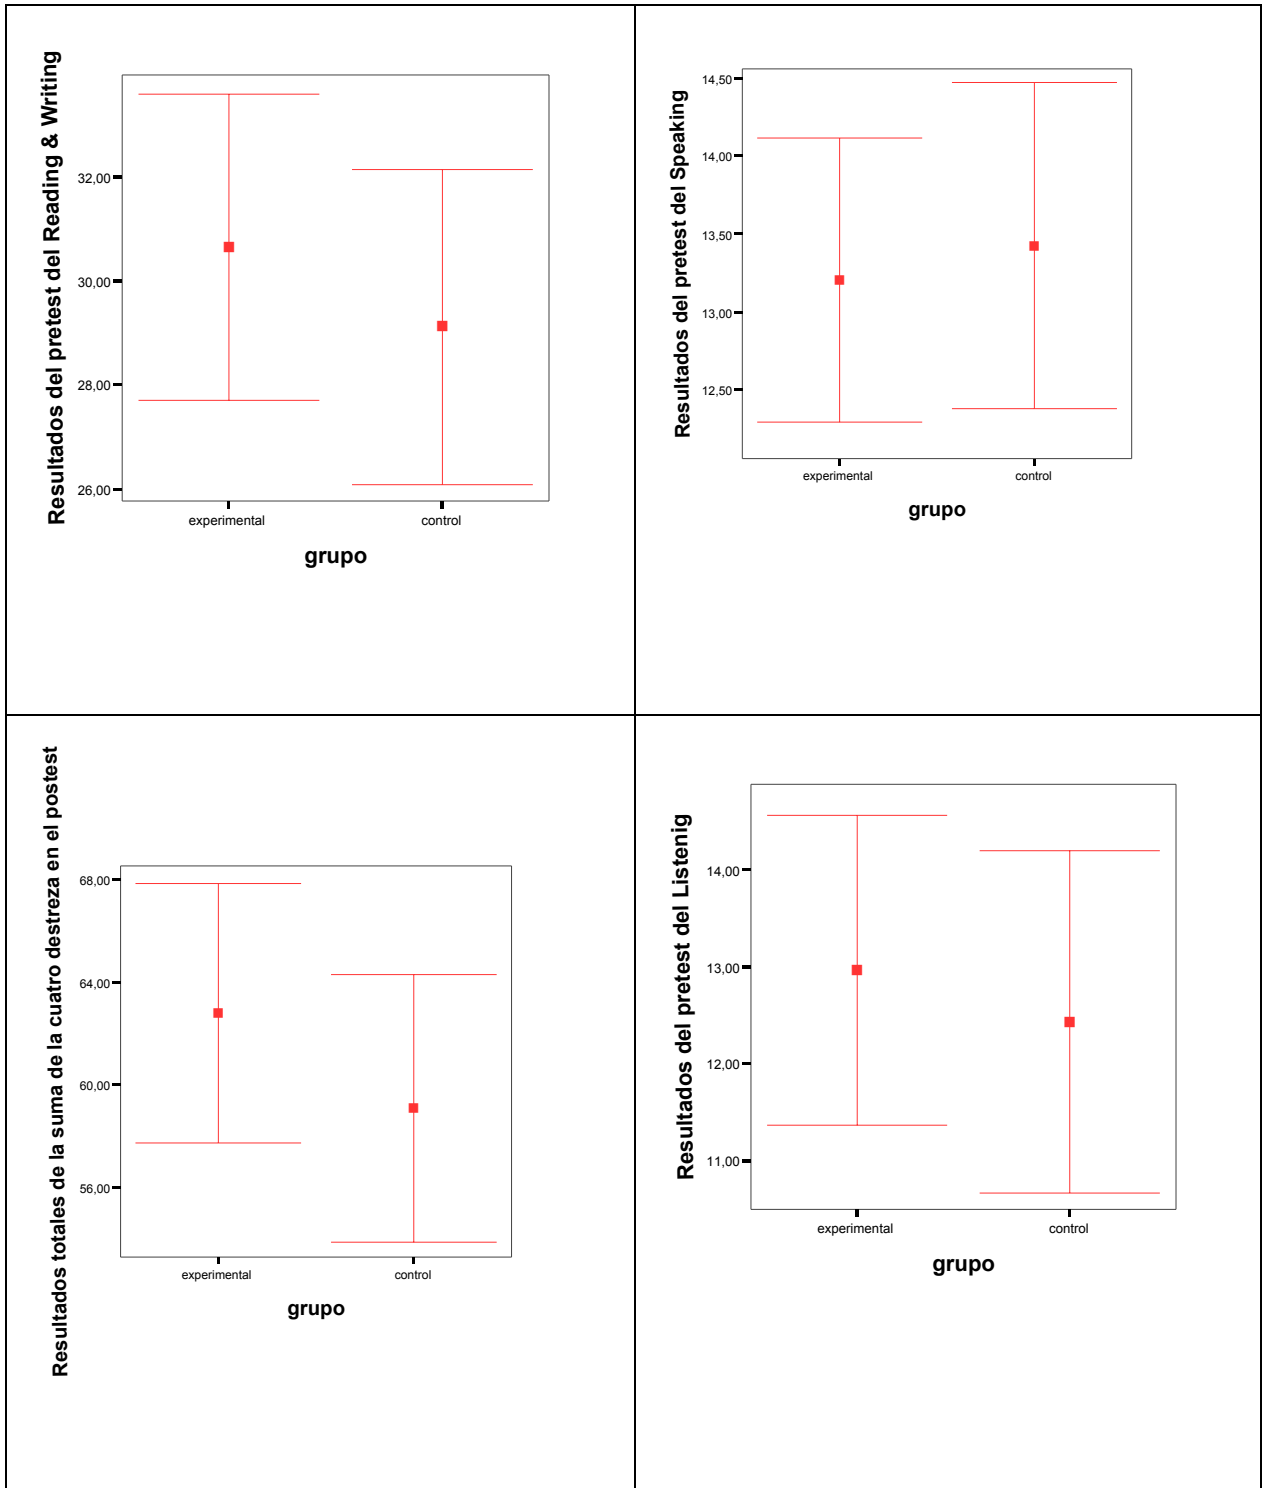 Resultados del pretest del Reading & Writing
32,00
30,00
28,00
26,00
experimental
control
grupo
Resultados del pretest del Speaking
14,50
14,00
13,50
13,00
12,50
experimental
control
grupo
Resultados totales de la suma de la cuatro destreza en el postest
68,00
64,00
60,00
56,00
experimental
control
grupo
Resultados del pretest del Listenig
14,00
13,00
12,00
11,00
experimental
control
grupo